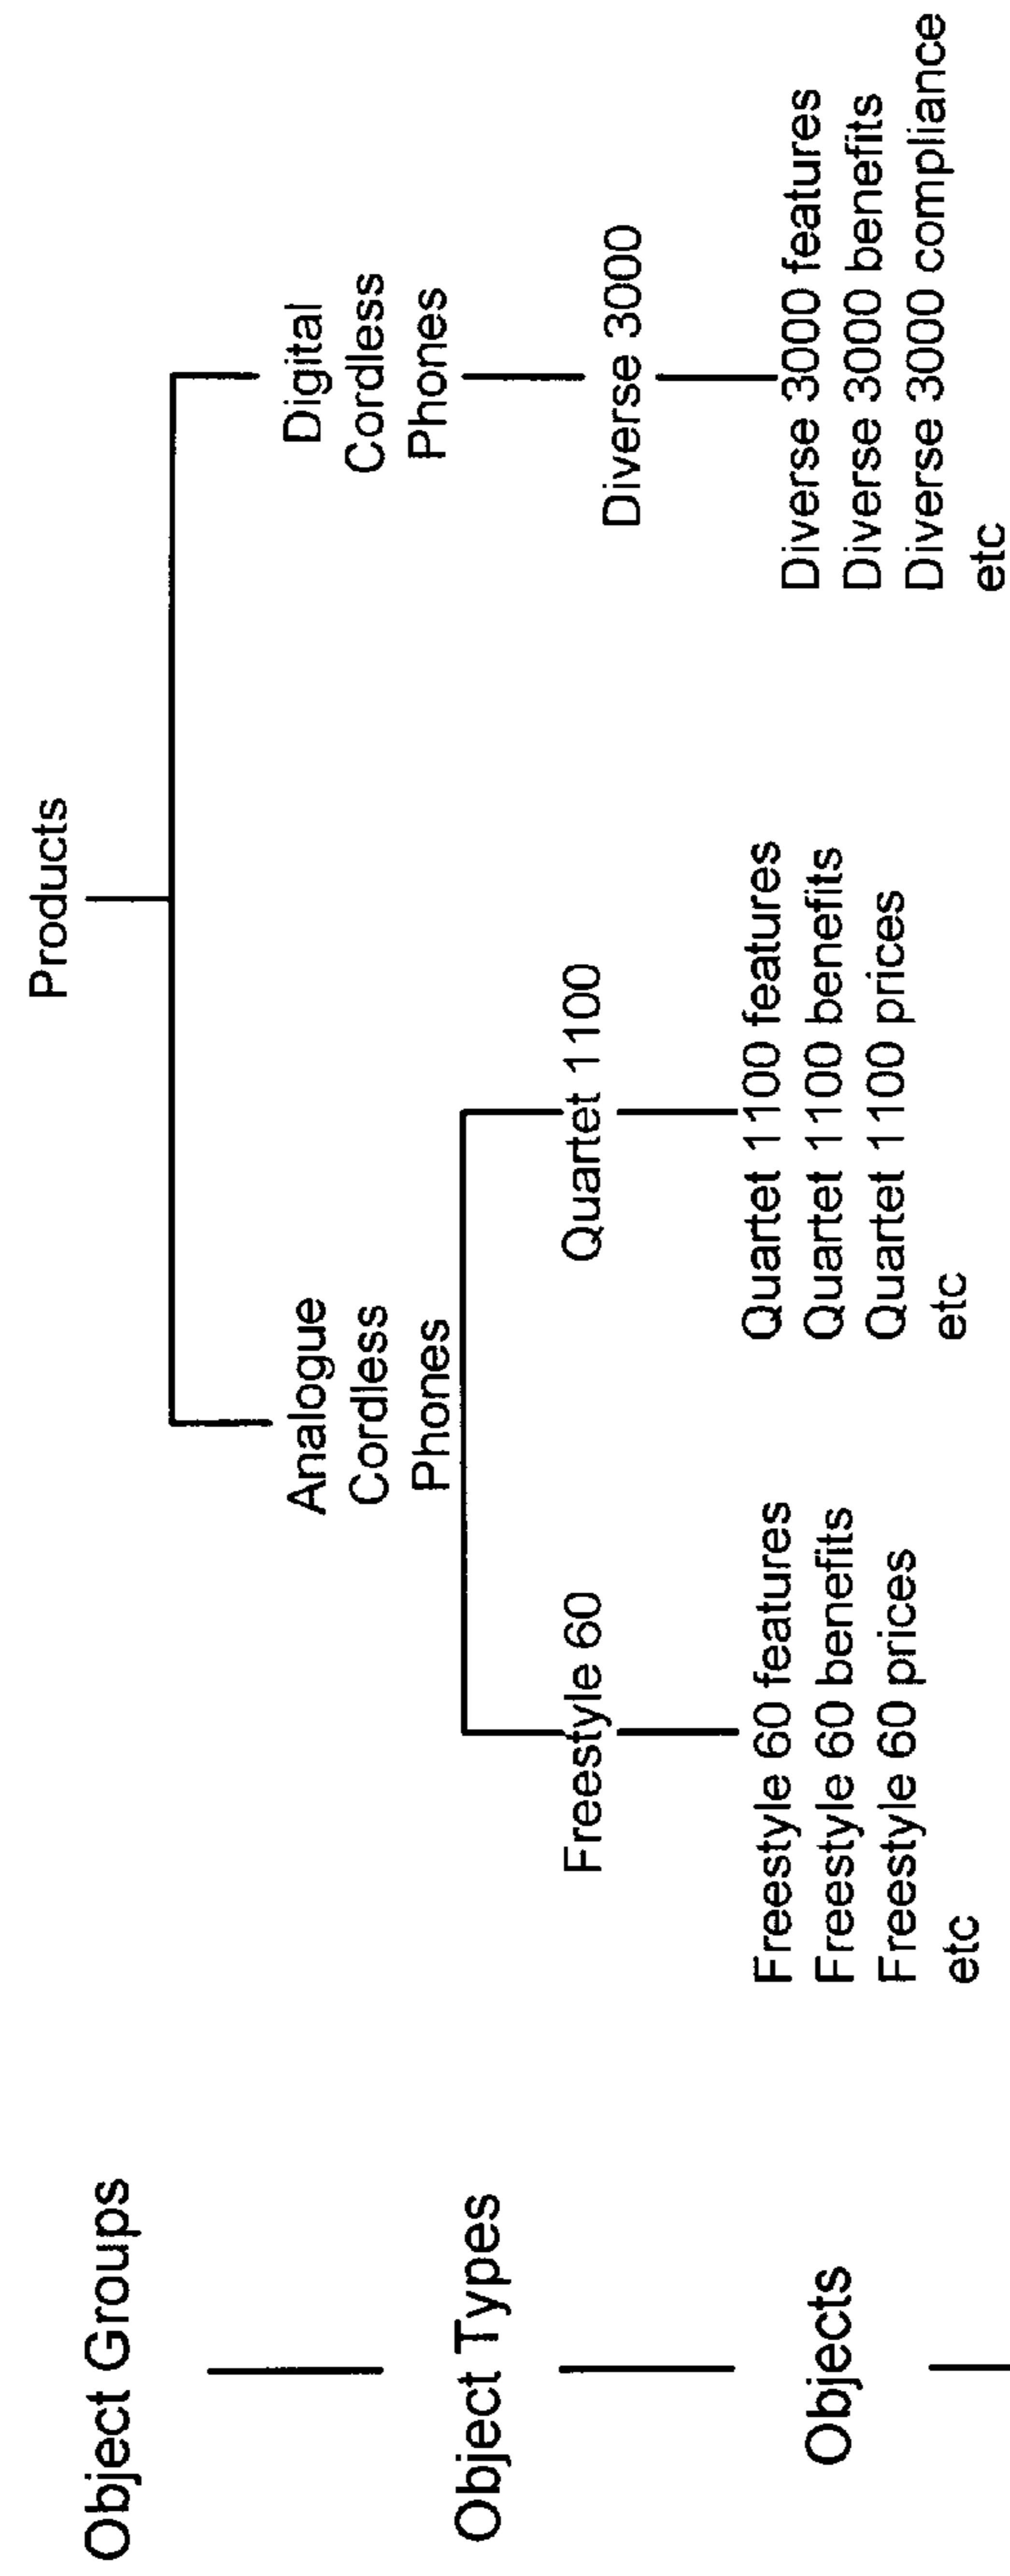 Object Groups
Object Types
Objects
Products
Analogue
Cordless
Phones
Digital
Cordless
Phones
Freestyle 60
Quartet 1100
Diverse 3000
Freestyle 60 features
Freestyle 60 benefits
Freestyle 60 prices
etc
Quartet 1100 features
Quartet 1100 benefits
Quartet 1100 prices
etc
Diverse 3000 features
Diverse 3000 benefits
Diverse 3000 compliance
etc